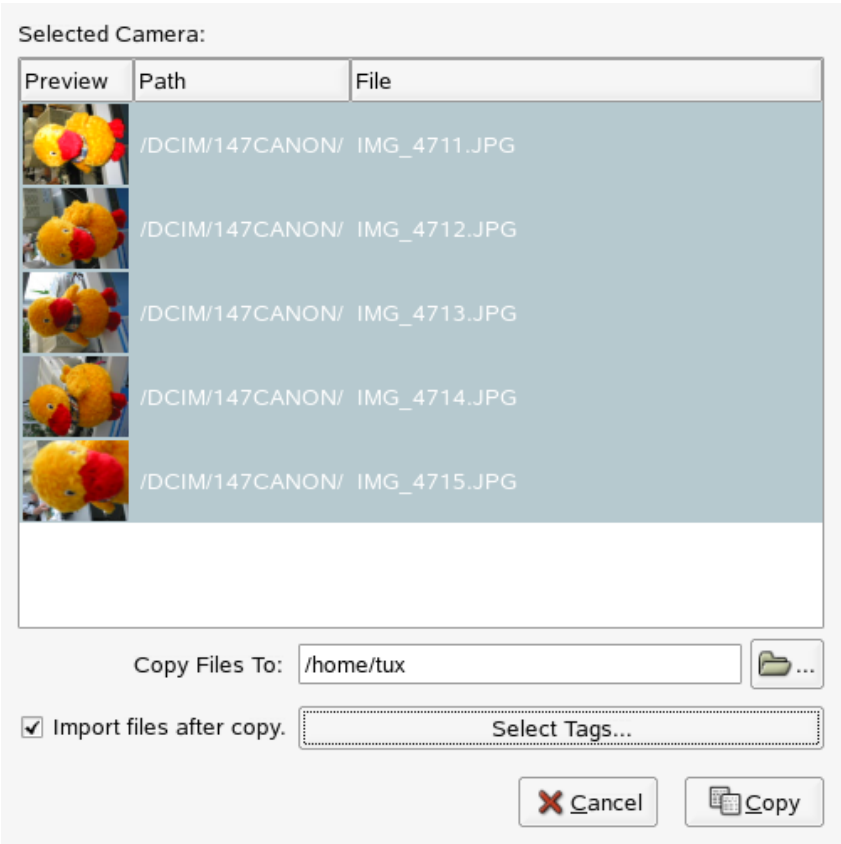 Selected Camera:
Preview Path File
/DCIM/147CANON/ IMG_4711.JPG
/DCIM/147CANON/ IMG_4712.JPG
/DCIM/147CANON/ IMG_4713.JPG
/DCIM/147CANON/ IMG_4714.JPG
/DCIM/147CANON/ IMG_4715.JPG
Copy Files To: /home/tux ...
Import files after copy. Select Tags...
Cancel Copy